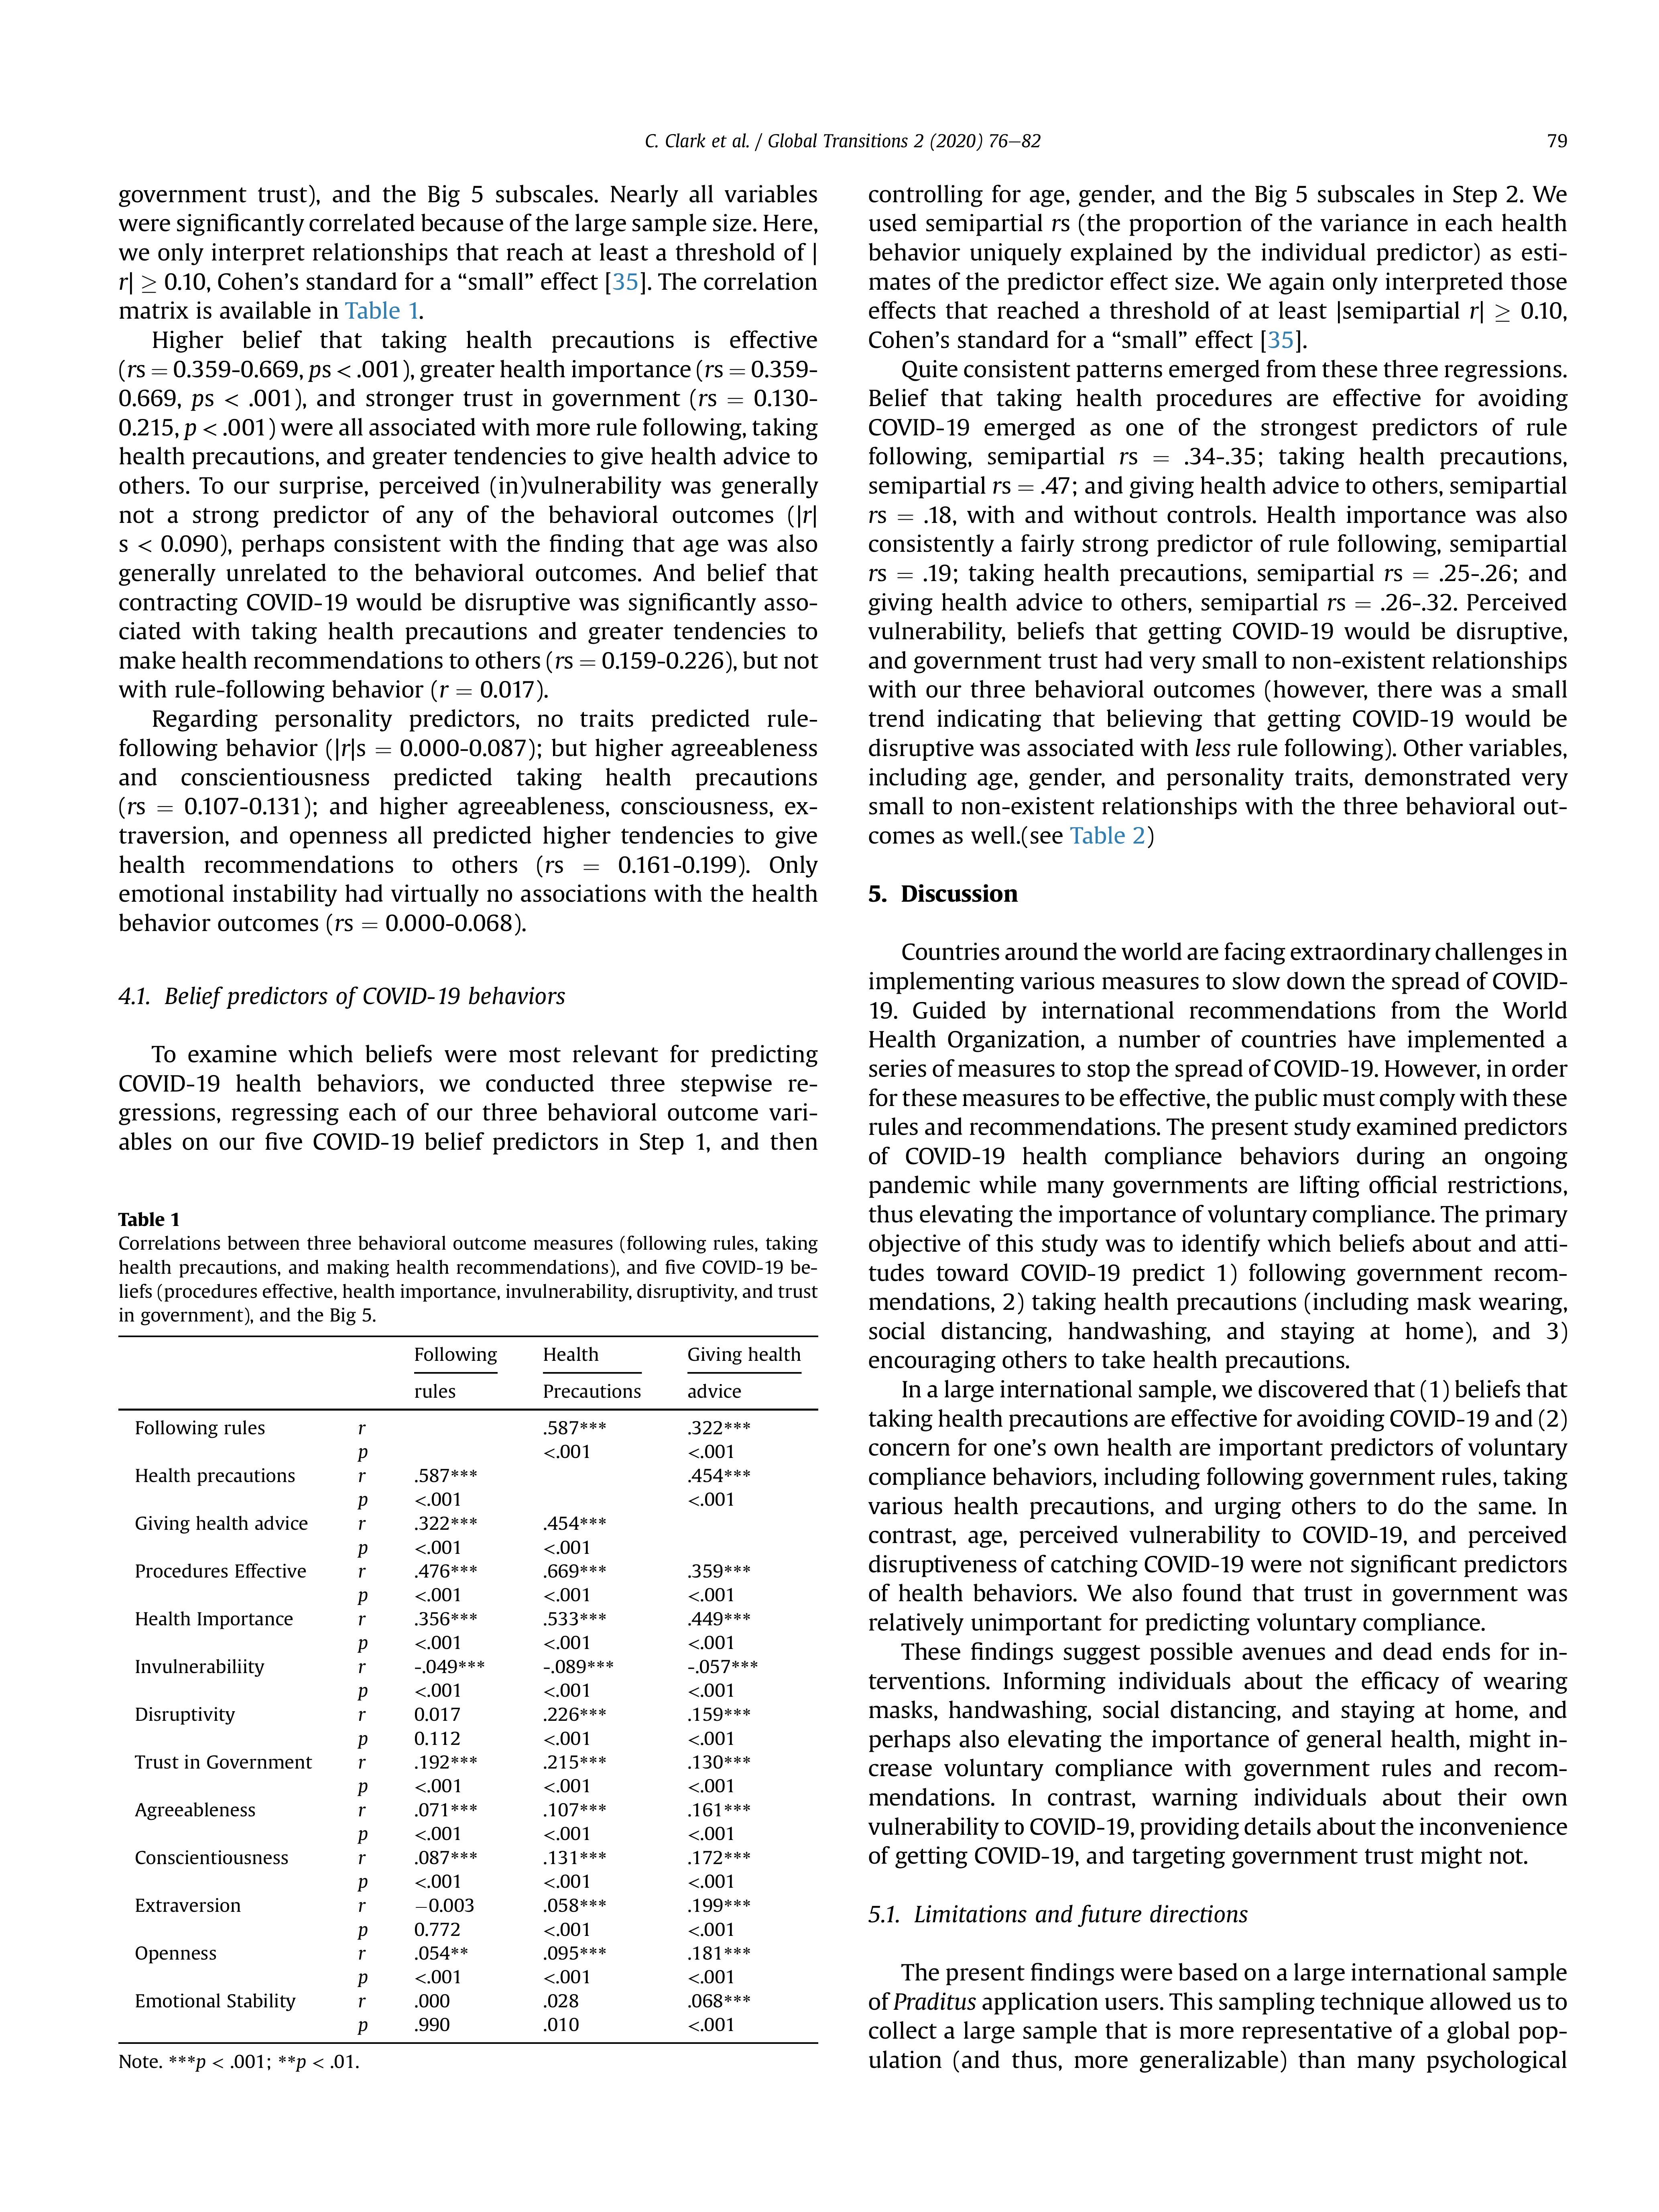 C. Clark et al. / Global Transitions 2 (2020) 76–82
79
government trust), and the Big 5 subscales. Nearly all variables
were significantly correlated because of the large sample size. Here,
we only interpret relationships that reach at least a threshold of |
r| ≥ 0.10, Cohen's standard for a “small” effect [35]. The correlation
matrix is available in Table 1.
Higher belief that taking health precautions is effective
(rs = 0.359-0.669, ps < .001), greater health importance (rs = 0.359-
0.669, ps < .001), and stronger trust in government (rs = 0.130-
0.215, p < .001) were all associated with more rule following, taking
health precautions, and greater tendencies to give health advice to
others. To our surprise, perceived (in)vulnerability was generally
not a strong predictor of any of the behavioral outcomes (|r|
s < 0.090), perhaps consistent with the finding that age was also
generally unrelated to the behavioral outcomes. And belief that
contracting COVID-19 would be disruptive was significantly asso-
ciated with taking health precautions and greater tendencies to
make health recommendations to others (rs = 0.159-0.226), but not
with rule-following behavior (r = 0.017).
Regarding personality predictors, no traits predicted rule-
following behavior (|r|s = 0.000-0.087); but higher agreeableness
and conscientiousness predicted taking health precautions
(rs = 0.107-0.131); and higher agreeableness, consciousness, ex-
traversion, and openness all predicted higher tendencies to give
health recommendations to others (rs = 0.161-0.199). Only
emotional instability had virtually no associations with the health
behavior outcomes (rs = 0.000-0.068).
4.1. Belief predictors of COVID-19 behaviors
To examine which beliefs were most relevant for predicting
COVID-19 health behaviors, we conducted three stepwise re-
gressions, regressing each of our three behavioral outcome vari-
ables on our five COVID-19 belief predictors in Step 1, and then
Table 1
Correlations between three behavioral outcome measures (following rules, taking
health precautions, and making health recommendations), and five COVID-19 be-
liefs (procedures effective, health importance, invulnerability, disruptivity, and trust
in government), and the Big 5.
Following Health Giving health
rules Precautions advice
Following rules r .587*** .322***
p <.001 <.001
Health precautions r .587*** .454***
p <.001 <.001
Giving health advice r .322*** .454***
p <.001 <.001
Procedures Effective r .476*** .669*** .359***
p <.001 <.001 <.001
Health Importance r .356*** .533*** .449***
p <.001 <.001 <.001
Invulnerabiliity r -.049*** -.089*** -.057***
p <.001 <.001 <.001
Disruptivity r 0.017 .226*** .159***
p 0.112 <.001 <.001
Trust in Government r .192*** .215*** .130***
p <.001 <.001 <.001
Agreeableness r .071*** .107*** .161***
p <.001 <.001 <.001
Conscientiousness r .087*** .131*** .172***
p <.001 <.001 <.001
Extraversion r −0.003 .058*** .199***
p 0.772 <.001 <.001
Openness r .054** .095*** .181***
p <.001 <.001 <.001
Emotional Stability r .000 .028 .068***
p .990 .010 <.001
Note. ***p < .001; **p < .01.
controlling for age, gender, and the Big 5 subscales in Step 2. We
used semipartial rs (the proportion of the variance in each health
behavior uniquely explained by the individual predictor) as esti-
mates of the predictor effect size. We again only interpreted those
effects that reached a threshold of at least |semipartial r| ≥ 0.10,
Cohen's standard for a “small” effect [35].
Quite consistent patterns emerged from these three regressions.
Belief that taking health procedures are effective for avoiding
COVID-19 emerged as one of the strongest predictors of rule
following, semipartial rs = .34-.35; taking health precautions,
semipartial rs = .47; and giving health advice to others, semipartial
rs = .18, with and without controls. Health importance was also
consistently a fairly strong predictor of rule following, semipartial
rs = .19; taking health precautions, semipartial rs = .25-.26; and
giving health advice to others, semipartial rs = .26-.32. Perceived
vulnerability, beliefs that getting COVID-19 would be disruptive,
and government trust had very small to non-existent relationships
with our three behavioral outcomes (however, there was a small
trend indicating that believing that getting COVID-19 would be
disruptive was associated with less rule following). Other variables,
including age, gender, and personality traits, demonstrated very
small to non-existent relationships with the three behavioral out-
comes as well.(see Table 2)
5. Discussion
Countries around the world are facing extraordinary challenges in
implementing various measures to slow down the spread of COVID-
19. Guided by international recommendations from the World
Health Organization, a number of countries have implemented a
series of measures to stop the spread of COVID-19. However, in order
for these measures to be effective, the public must comply with these
rules and recommendations. The present study examined predictors
of COVID-19 health compliance behaviors during an ongoing
pandemic while many governments are lifting official restrictions,
thus elevating the importance of voluntary compliance. The primary
objective of this study was to identify which beliefs about and atti-
tudes toward COVID-19 predict 1) following government recom-
mendations, 2) taking health precautions (including mask wearing,
social distancing, handwashing, and staying at home), and 3)
encouraging others to take health precautions.
In a large international sample, we discovered that (1) beliefs that
taking health precautions are effective for avoiding COVID-19 and (2)
concern for one's own health are important predictors of voluntary
compliance behaviors, including following government rules, taking
various health precautions, and urging others to do the same. In
contrast, age, perceived vulnerability to COVID-19, and perceived
disruptiveness of catching COVID-19 were not significant predictors
of health behaviors. We also found that trust in government was
relatively unimportant for predicting voluntary compliance.
These findings suggest possible avenues and dead ends for in-
terventions. Informing individuals about the efficacy of wearing
masks, handwashing, social distancing, and staying at home, and
perhaps also elevating the importance of general health, might in-
crease voluntary compliance with government rules and recom-
mendations. In contrast, warning individuals about their own
vulnerability to COVID-19, providing details about the inconvenience
of getting COVID-19, and targeting government trust might not.
5.1. Limitations and future directions
The present findings were based on a large international sample
of Praditus application users. This sampling technique allowed us to
collect a large sample that is more representative of a global pop-
ulation (and thus, more generalizable) than many psychological